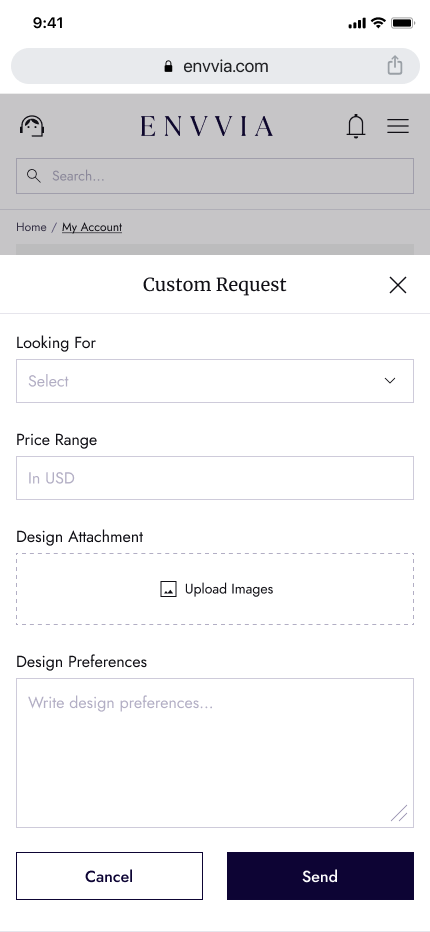 9:41
envvia.com
ENVVIA
Search...
Home / My Account
Custom Request
Looking For
Select
Price Range
In USD
Design Attachment
Upload Images
Design Preferences
Write design preferences...
Cancel
Send